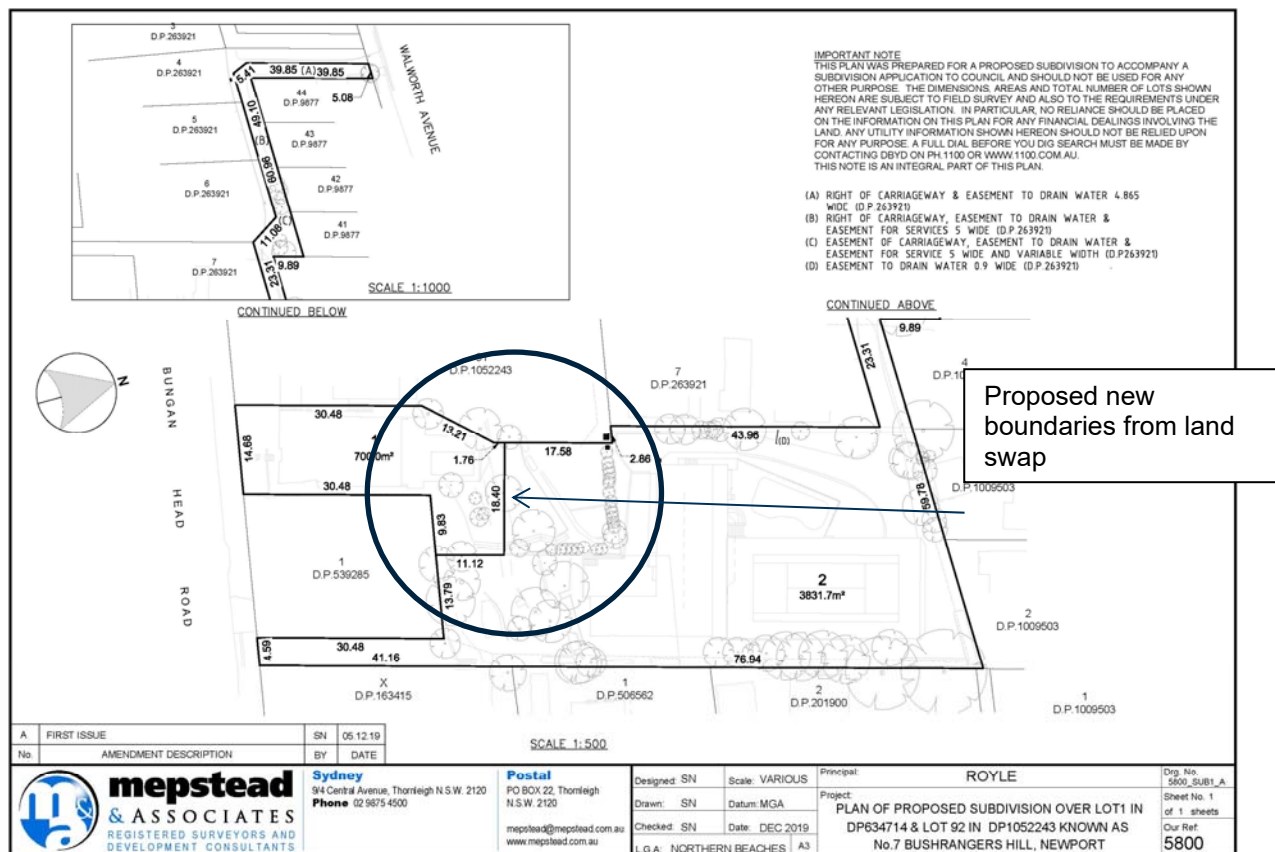 3
D.P.263921
4
D.P.263921
5.41
39.85 (A) 39.85
5.08
WALWORTH AVENUE
44
D.P.9877
49.10
(B)
5
D.P.263921
43
D.P.9877
60.96
42
D.P.9877
6
D.P.263921
(C)
11.08
41
D.P.9877
7
D.P.263921
23.31
9.89
SCALE 1:1000
CONTINUED BELOW
IMPORTANT NOTE
THIS PLAN WAS PREPARED FOR A PROPOSED SUBDIVISION TO ACCOMPANY A
SUBDIVISION APPLICATION TO COUNCIL AND SHOULD NOT BE USED FOR ANY
OTHER PURPOSE. THE DIMENSIONS, AREAS AND TOTAL NUMBER OF LOTS SHOWN
HEREON ARE SUBJECT TO FIELD SURVEY AND ALSO TO THE REQUIREMENTS UNDER
ANY RELEVANT LEGISLATION. IN PARTICULAR, NO RELIANCE SHOULD BE PLACED
ON THE INFORMATION ON THIS PLAN FOR ANY FINANCIAL DEALINGS INVOLVING THE
LAND. ANY UTILITY INFORMATION SHOWN HEREON SHOULD NOT BE RELIED UPON
FOR ANY PURPOSE. A FULL DIAL BEFORE YOU DIG SEARCH MUST BE MADE BY
CONTACTING DBYD ON PH.1100 OR WWW.1100.COM.AU.
THIS NOTE IS AN INTEGRAL PART OF THIS PLAN.
(A) RIGHT OF CARRIAGEWAY & EASEMENT TO DRAIN WATER 4.865
WIDE (D.P.263921)
(B) RIGHT OF CARRIAGEWAY, EASEMENT TO DRAIN WATER &
EASEMENT FOR SERVICES 5 WIDE (D.P.263921)
(C) EASEMENT OF CARRIAGEWAY, EASEMENT TO DRAIN WATER &
EASEMENT FOR SERVICE 5 WIDE AND VARIABLE WIDTH (D.P263921)
(D) EASEMENT TO DRAIN WATER 0.9 WIDE (D.P.263921)
CONTINUED ABOVE
9.89
23.31
N
BUNGAN HEAD ROAD
D.P.1052243
7
D.P.263921
4
D.P.10
Proposed new
boundaries from land
swap
30.48
13.21
43.96
(D)
14.68
1
700.0m²
1.76
17.58
2.86
30.48
18.40
59.78
D.P.1009503
9.83
11.12
1
D.P.539285
13.79
2
3831.7m²
2
D.P.1009503
4.59
30.48
41.16
76.94
X
D.P.163415
1
D.P.506562
2
D.P.201900
1
D.P.1009503
A FIRST ISSUE SN 05.12.19
No. AMENDMENT DESCRIPTION BY DATE
SCALE 1:500
m&a
mepstead
& ASSOCIATES
REGISTERED SURVEYORS AND
DEVELOPMENT CONSULTANTS
Sydney
9/4 Central Avenue, Thornleigh N.S.W. 2120
Phone 02 9875 4500
Postal
PO BOX 22, Thornleigh
N.S.W. 2120
mepstead@mepstead.com.au
www.mepstead.com.au
Designed: SN Scale: VARIOUS
Drawn: SN Datum: MGA
Checked: SN Date: DEC 2019
L.G.A: NORTHERN BEACHES A3
Principal: ROYLE
Project:
PLAN OF PROPOSED SUBDIVISION OVER LOT1 IN
DP634714 & LOT 92 IN DP1052243 KNOWN AS
No.7 BUSHRANGERS HILL, NEWPORT
Drg. No.
5800_SUB1_A
Sheet No. 1
of 1 sheets
Our Ref:
5800